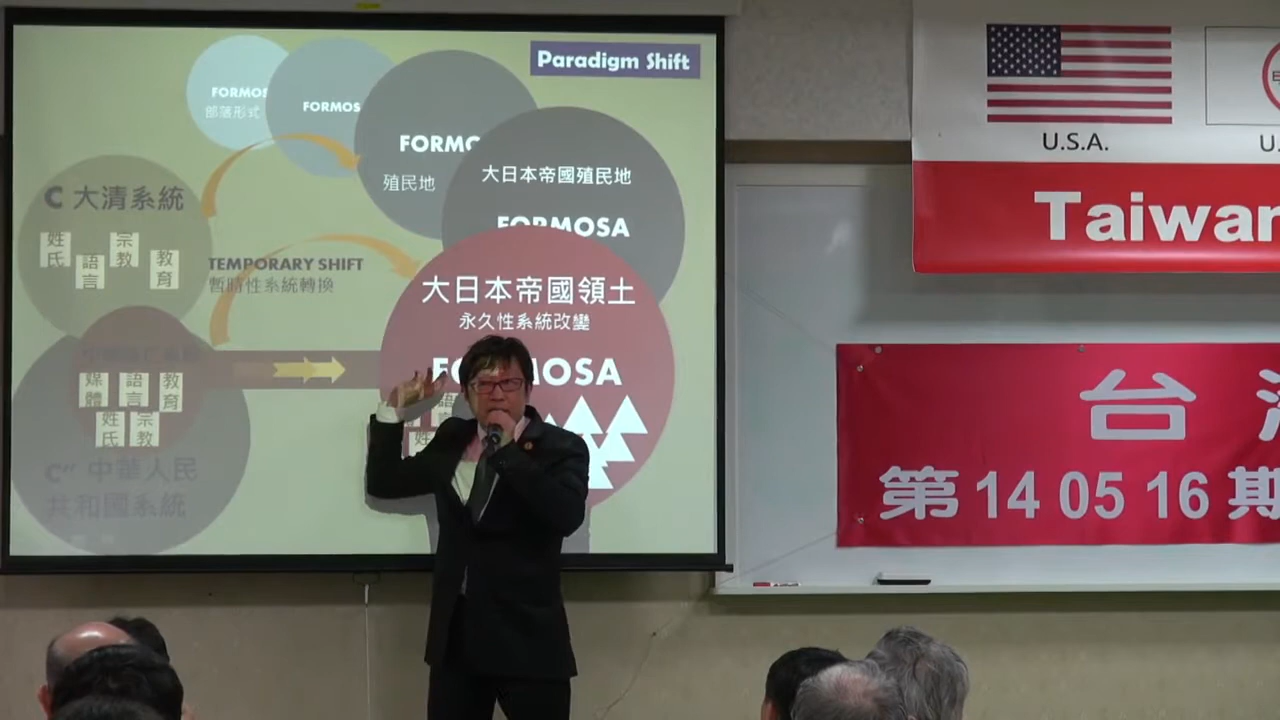 Paradigm Shift
FORMOS
部落形式
FORMOS
FORMO
殖民地
大日本帝國殖民地
FORMOSA
C 大清系統
姓氏
語言
宗教
教育
TEMPORARY SHIFT
暫時性系統轉換
大日本帝國領土
永久性系統改變
FO MOSA
媒體
語言
教育
姓氏
宗教
C" 中華人民
共和國系統
U.S.A.
U.
Taiwan
台
第 14 05 16 期